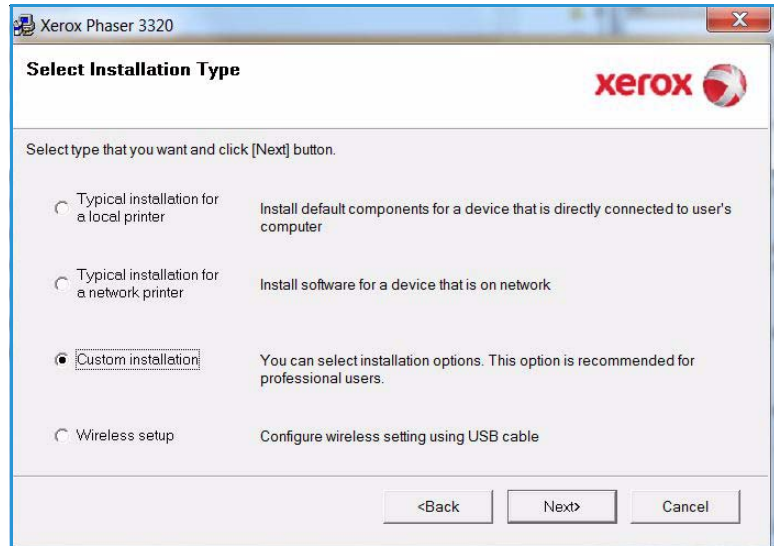 Xerox Phaser 3320
Select Installation Type
xerox
Select type that you want and click [Next] button.
Typical installation for
a local printer
Install default components for a device that is directly connected to user's
computer
Typical installation for
a network printer
Install software for a device that is on network
Custom installation
You can select installation options. This option is recommended for
professional users.
Wireless setup
Configure wireless setting using USB cable
<Back
Next>
Cancel